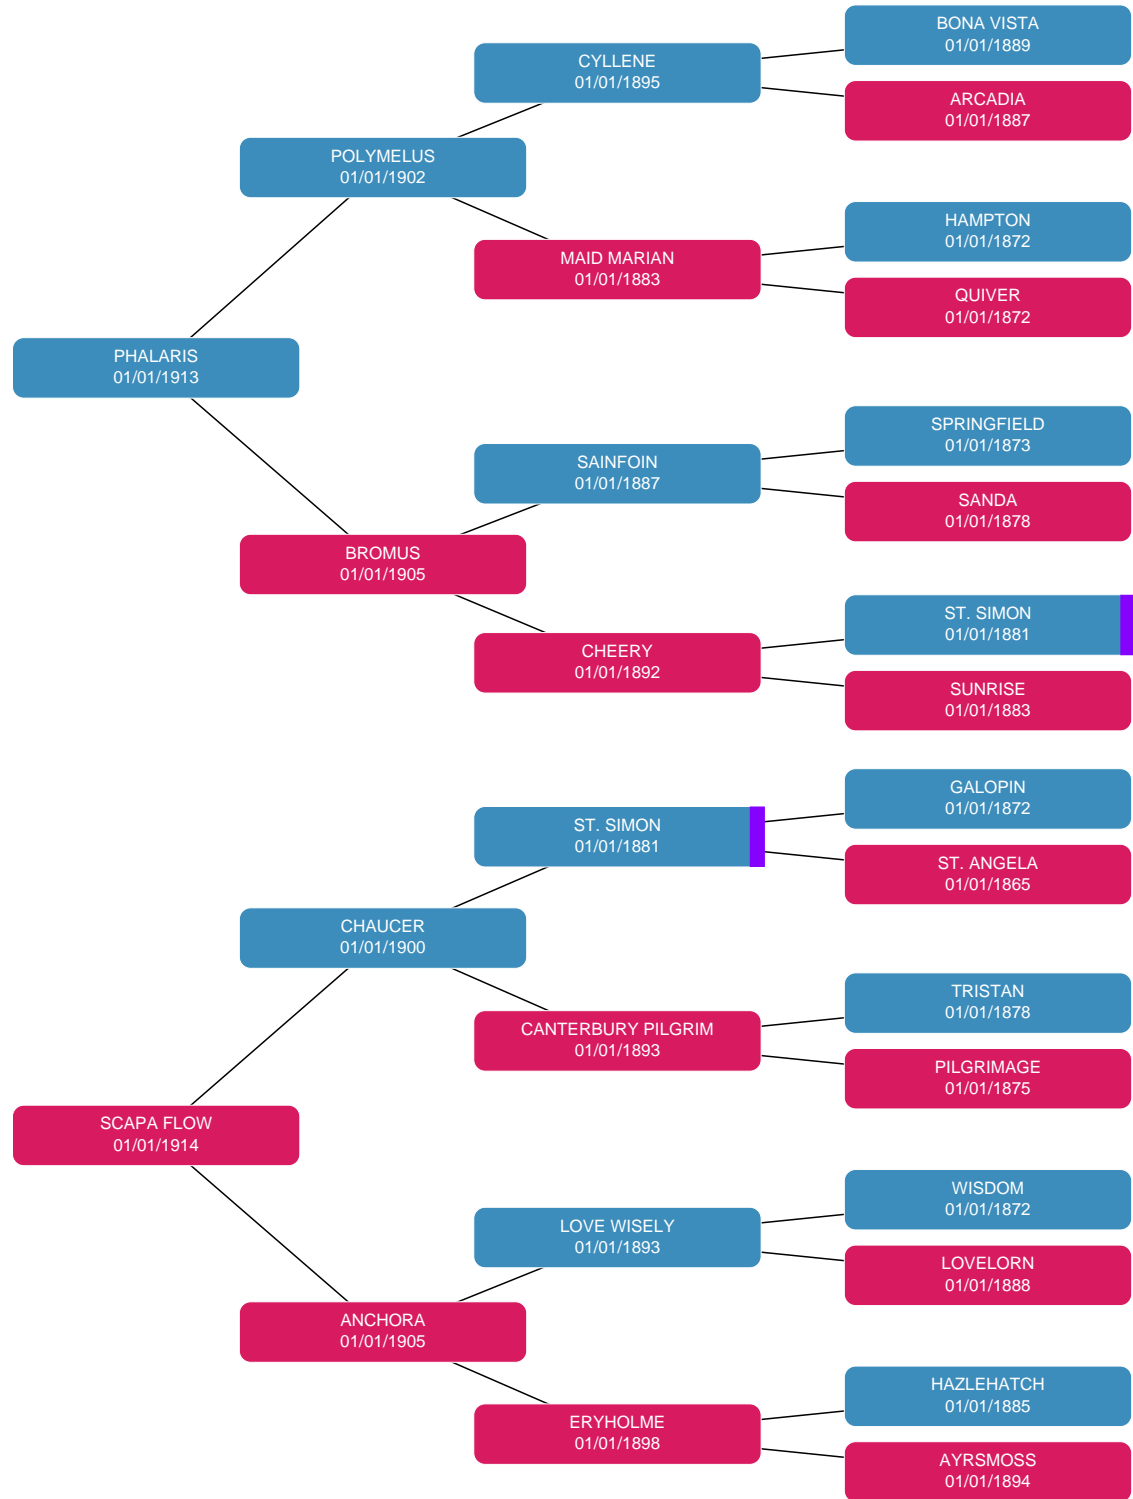 BONA VISTA
01/01/1889
CYLLENE
01/01/1895
ARCADIA
01/01/1887
POLYMELUS
01/01/1902
HAMPTON
01/01/1872
MAID MARIAN
01/01/1883
QUIVER
01/01/1872
PHALARIS
01/01/1913
SPRINGFIELD
01/01/1873
SAINFOIN
01/01/1887
SANDA
01/01/1878
BROMUS
01/01/1905
ST. SIMON
01/01/1881
CHEERY
01/01/1892
SUNRISE
01/01/1883
GALOPIN
01/01/1872
ST. SIMON
01/01/1881
ST. ANGELA
01/01/1865
CHAUCER
01/01/1900
TRISTAN
01/01/1878
CANTERBURY PILGRIM
01/01/1893
PILGRIMAGE
01/01/1875
SCAPA FLOW
01/01/1914
WISDOM
01/01/1872
LOVE WISELY
01/01/1893
LOVELORN
01/01/1888
ANCHORA
01/01/1905
HAZLEHATCH
01/01/1885
ERYHOLME
01/01/1898
AYRSMOSS
01/01/1894